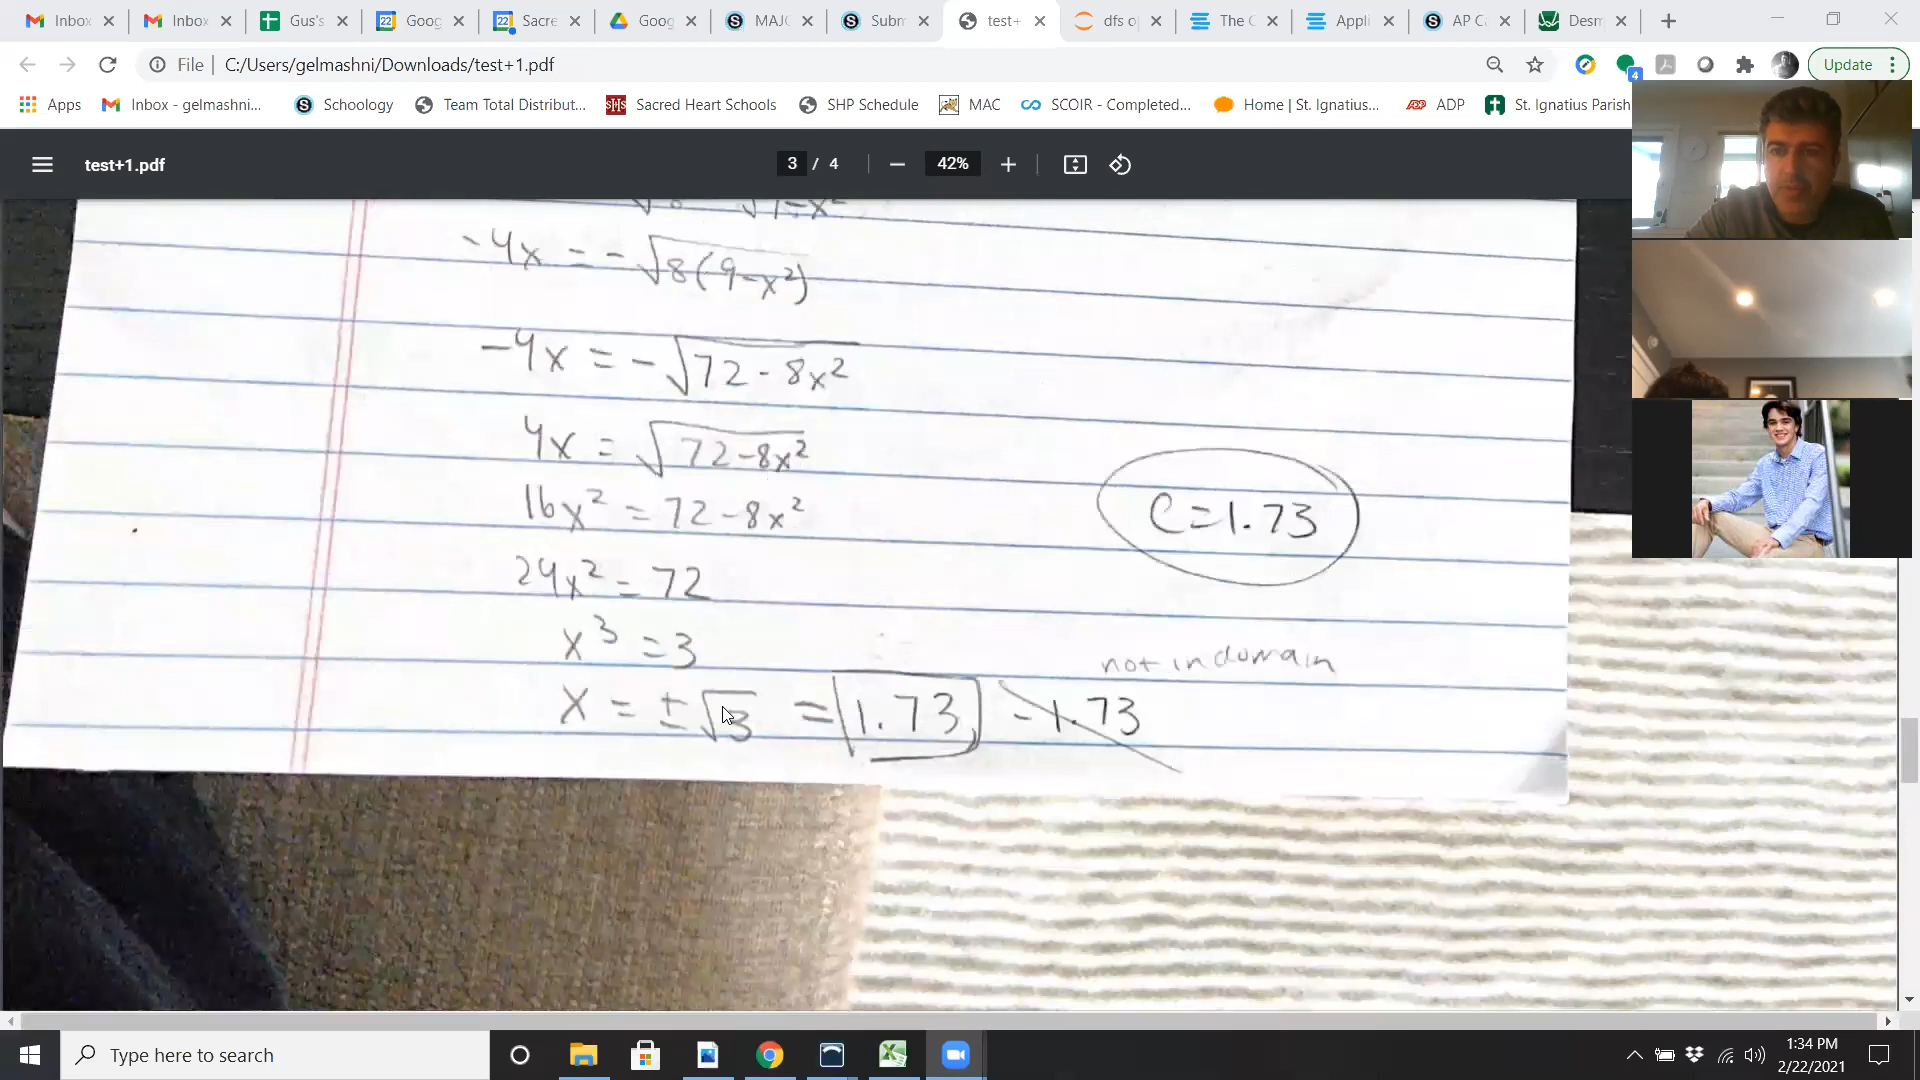 Inbox Inbox Gus's Goog Sacre Goog MAJC Subm test+ dfs o The C Appli AP C Desm
File C:/Users/gelmashni/Downloads/test+1.pdf
4
Update
Apps Inbox - gelmashni... Schoology Team Total Distribut... SHS Sacred Heart Schools SHP Schedule MAC SCOIR - Completed... Home | St. Ignatius... ADP St. Ignatius Parish
test+1.pdf 3 / 4 − 42% +
-4x = -√8(9-x²)
-4x = -√72-8x²
4x = √72-8x²
16x² = 72-8x²
C=1.73
24x² = 72
x³ = 3
not in domain
x = ±√3 = 1.73 -1.73
Type here to search
1:34 PM
2/22/2021